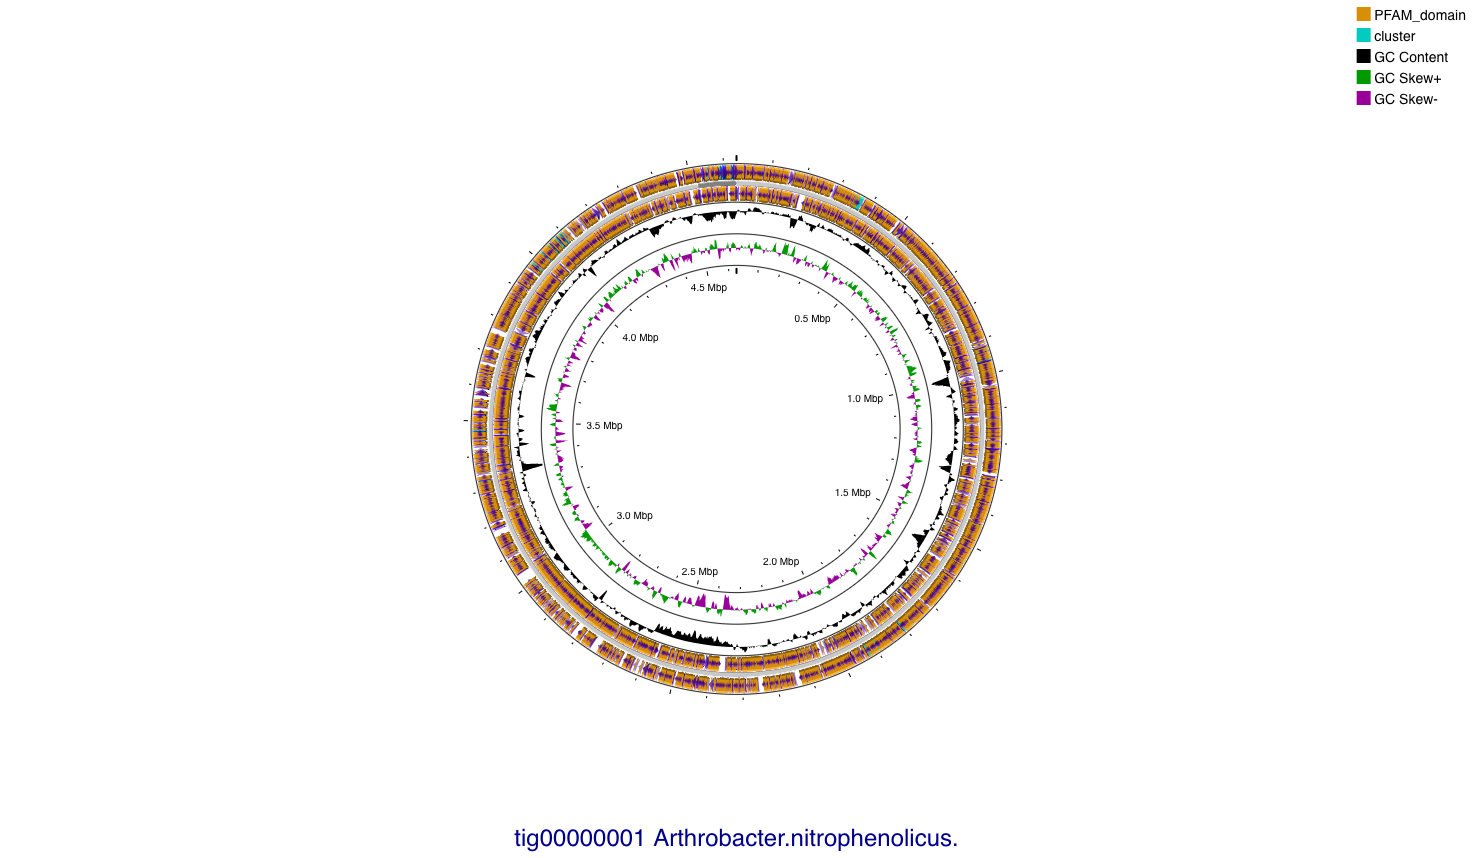 PFAM_domain
cluster
GC Content
GC Skew+
GC Skew-
4.5 Mbp
0.5 Mbp
4.0 Mbp
1.0 Mbp
3.5 Mbp
1.5 Mbp
3.0 Mbp
2.0 Mbp
2.5 Mbp
tig00000001 Arthrobacter.nitrophenolicus.